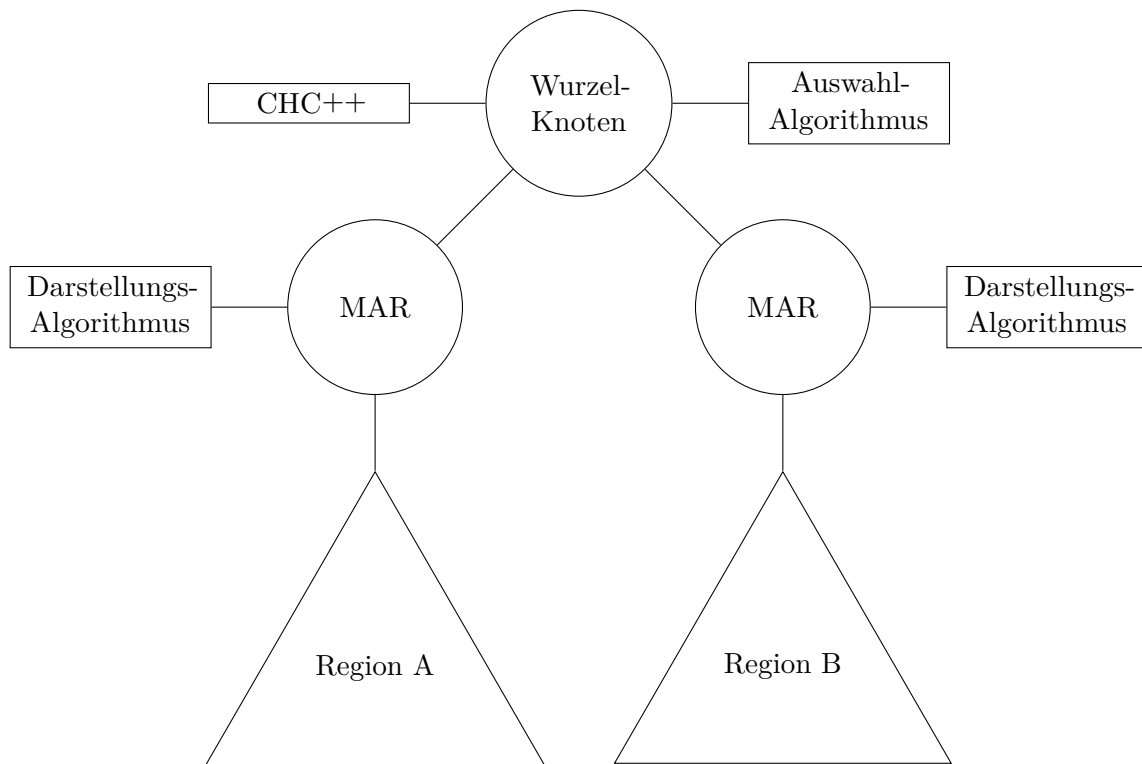 CHC++
Wurzel-
Knoten
Auswahl-
Algorithmus
Darstellungs-
Algorithmus
MAR
MAR
Darstellungs-
Algorithmus
Region A
Region B